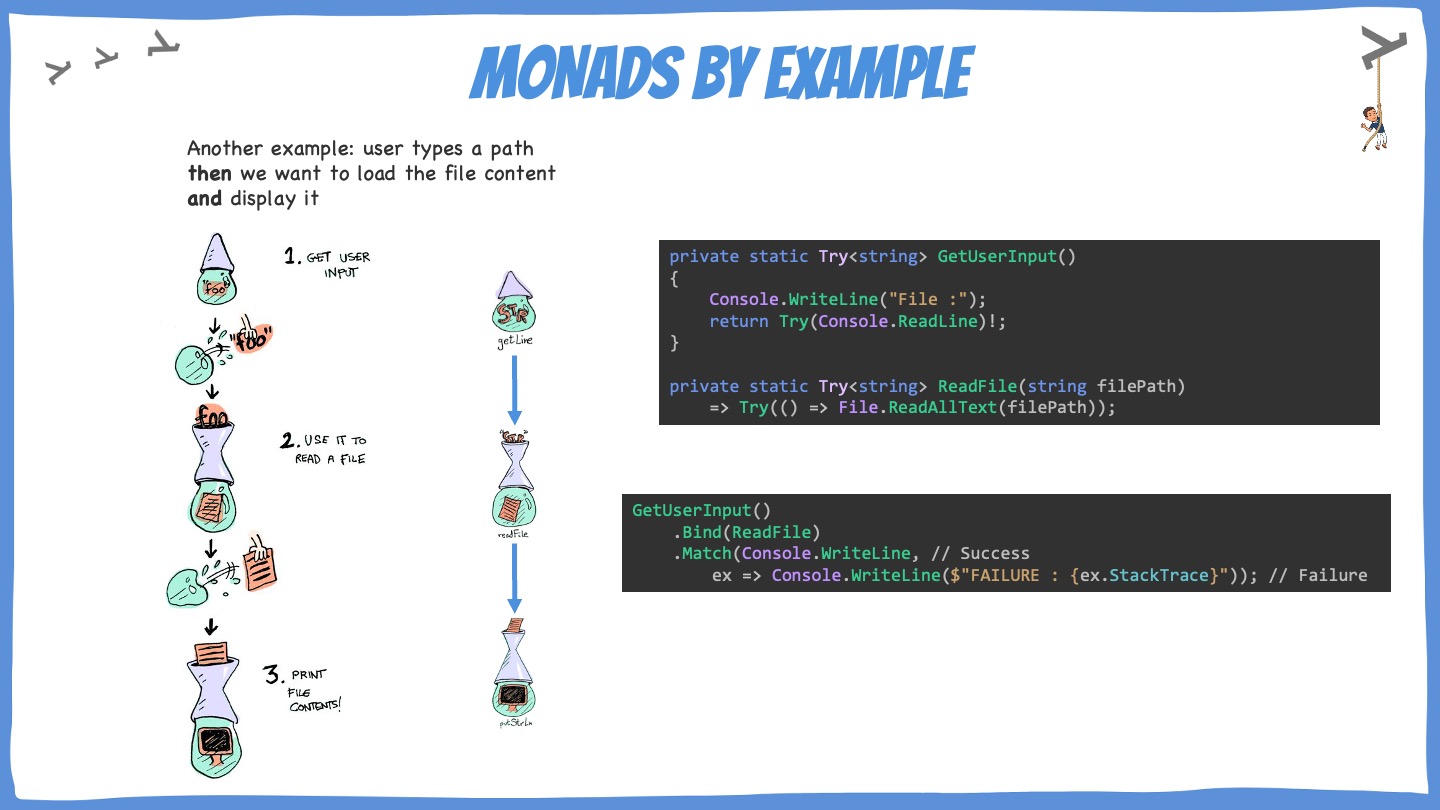 MONADS BY EXAMPLE
Another example: user types a path
then we want to load the file content
and display it
1. GET USER
INPUT
"foo"
"foo"
foo
2. USE IT TO
READ A FILE
3. PRINT
FILE
CONTENTS!
STR
getLine
"STR"
readFile
putStrLn
private static Try<string> GetUserInput()
{
    Console.WriteLine("File :");
    return Try(Console.ReadLine)!;
}
private static Try<string> ReadFile(string filePath)
    => Try(() => File.ReadAllText(filePath));
GetUserInput()
    .Bind(ReadFile)
    .Match(Console.WriteLine, // Success
        ex => Console.WriteLine($"FAILURE : {ex.StackTrace}")); // Failure